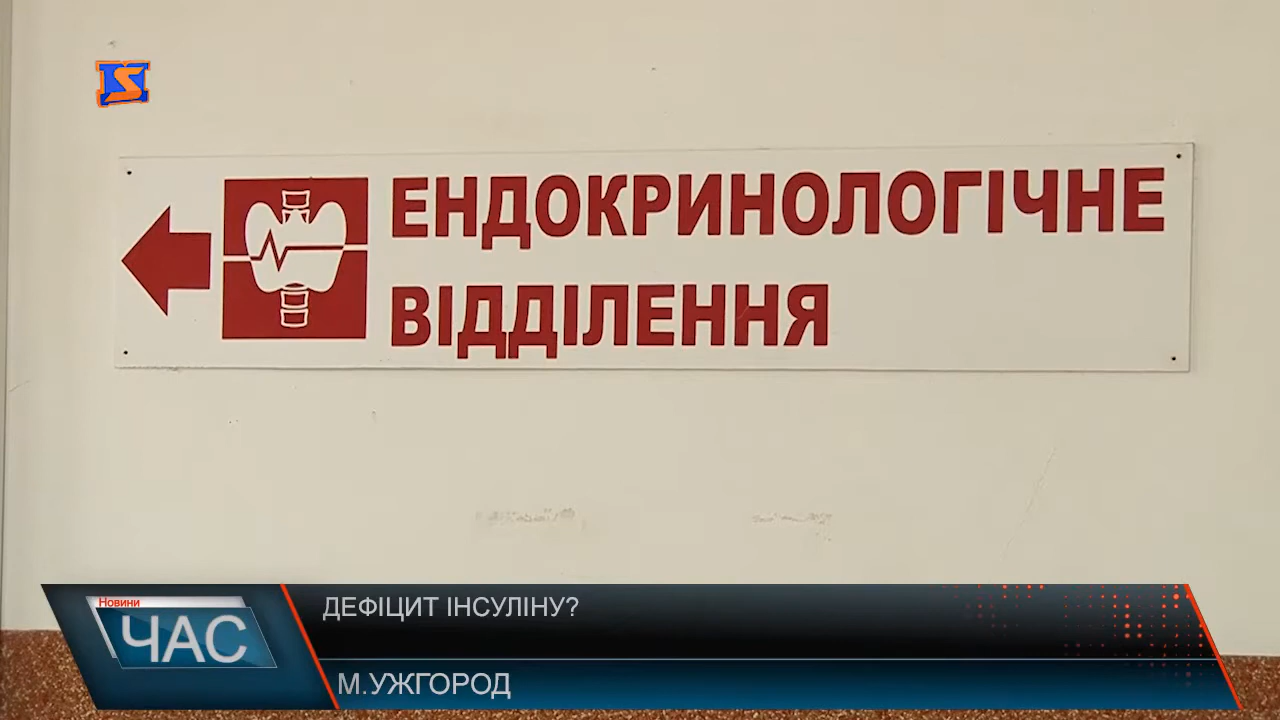 ЕНДОКРИНОЛОГІЧНЕ
ВІДДІЛЕННЯ
Новини
ЧАС
ДЕФІЦИТ ІНСУЛІНУ?
М.УЖГОРОД